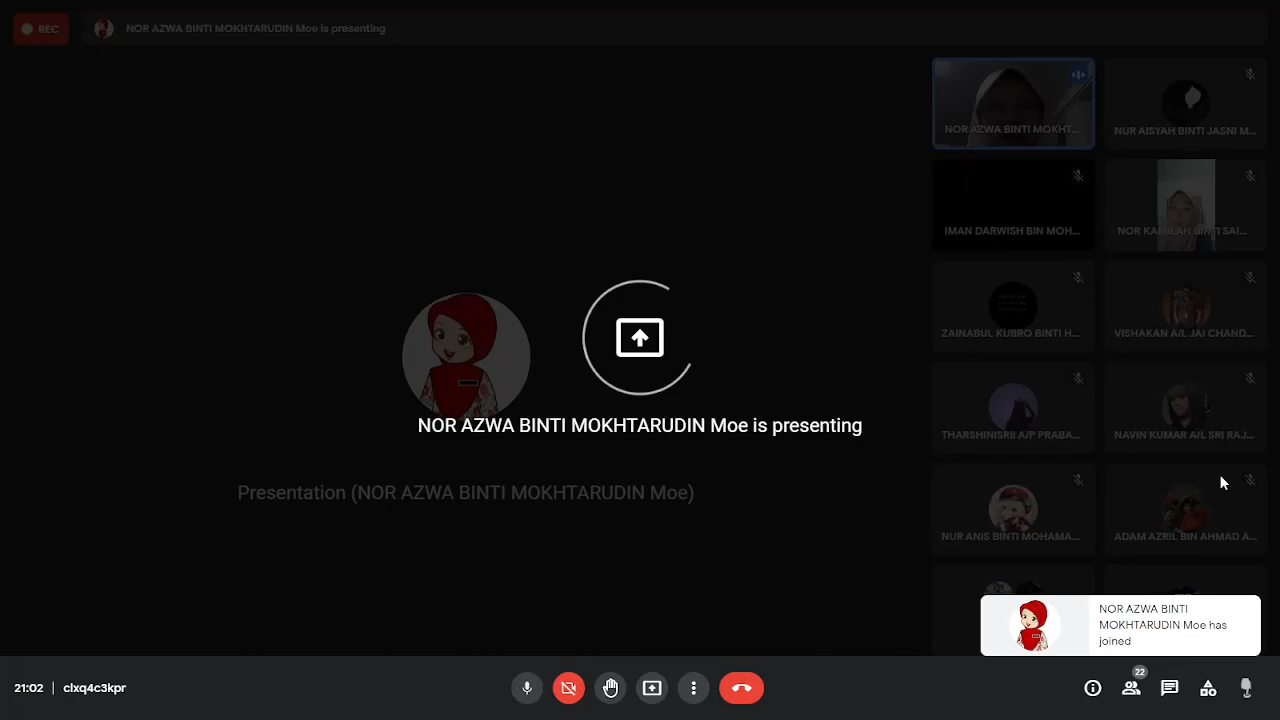 REC
NOR AZWA BINTI MOKHTARUDIN Moe is presenting
NOR AZWA BINTI MOKHT...
NUR AISYAH BINTI JASNI M...
IMAN DARWISH BIN MOH...
NOR KAMILAH BINTI SAI...
ZAINABUL KUBRO BINTI H...
VISHAKAN A/L JAI CHAND...
THARSHINISRII A/P PRABA...
NAVIN KUMAR A/L SRI RAJ...
NUR ANIS BINTI MOHAMA...
ADAM AZRIL BIN AHMAD A...
NOR AZWA BINTI MOKHTARUDIN Moe is presenting
Presentation (NOR AZWA BINTI MOKHTARUDIN Moe)
NOR AZWA BINTI
MOKHTARUDIN Moe has
joined
21:02 | clxq4c3kpr
22